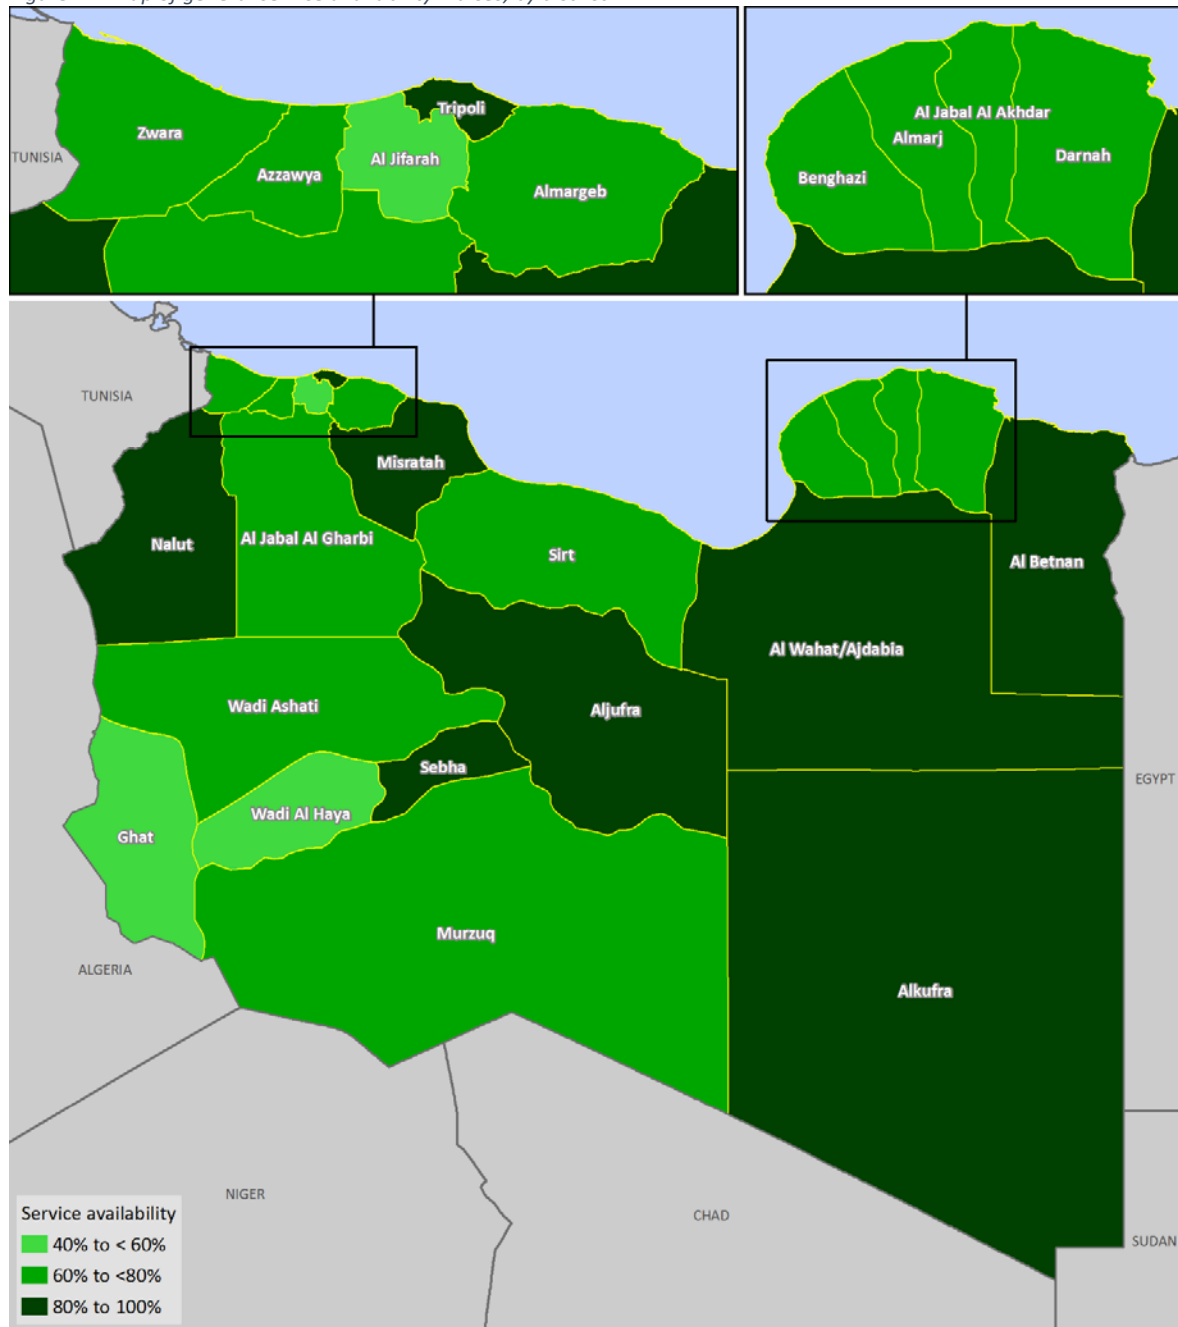 Tripoli
Zwara
TUNISIA
Al Jifarah
Azzawya
Almargeb
Al Jabal Al Akhdar
Almarj
Darnah
Benghazi
TUNISIA
Misratah
Nalut
Al Jabal Al Gharbi
Sirt
Al Betnan
Al Wahat/Ajdabia
Wadi Ashati
Aljufra
Sebha
EGYPT
Wadi Al Haya
Ghat
Murzuq
ALGERIA
Alkufra
NIGER
CHAD
SUDAN
Service availability
40% to < 60%
60% to <80%
80% to 100%